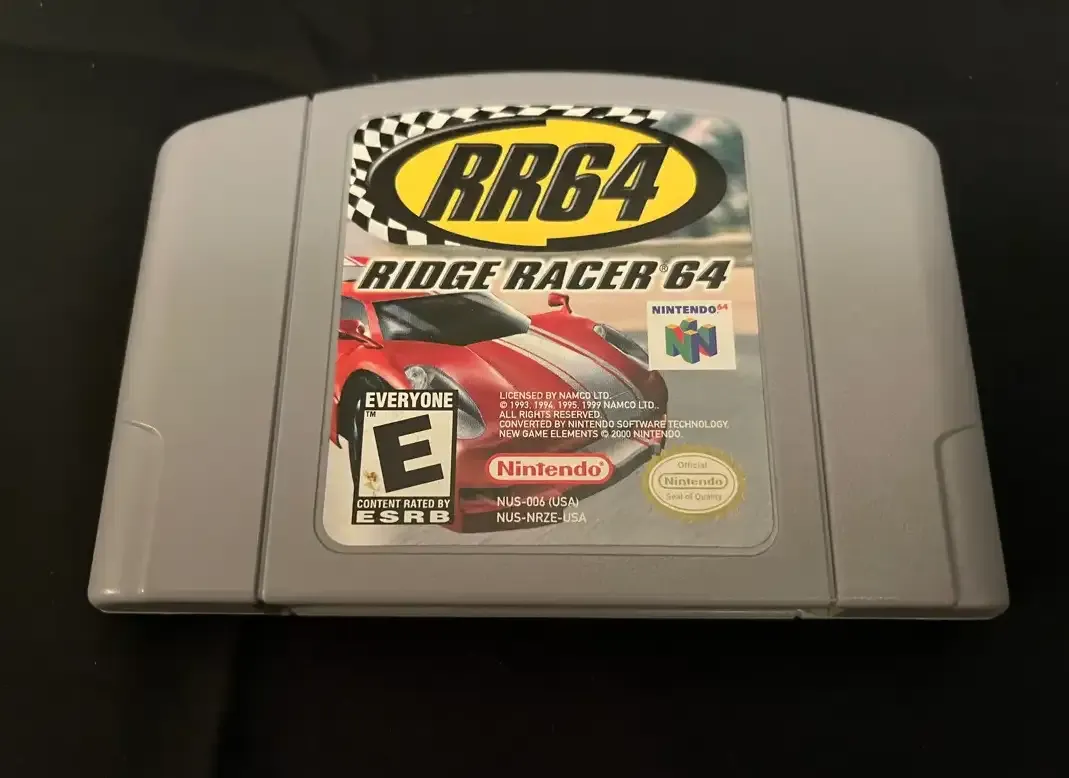 RR64
RIDGE RACER® 64
NINTENDO64
EVERYONE
TM
E
CONTENT RATED BY
ESRB
LICENSED BY NAMCO LTD.
© 1993, 1994, 1995, 1999 NAMCO LTD.,
ALL RIGHTS RESERVED.
CONVERTED BY NINTENDO SOFTWARE TECHNOLOGY,
NEW GAME ELEMENTS © 2000 NINTENDO.
Nintendo®
NUS-006 (USA)
NUS-NRZE-USA
Official
Nintendo
Seal of Quality